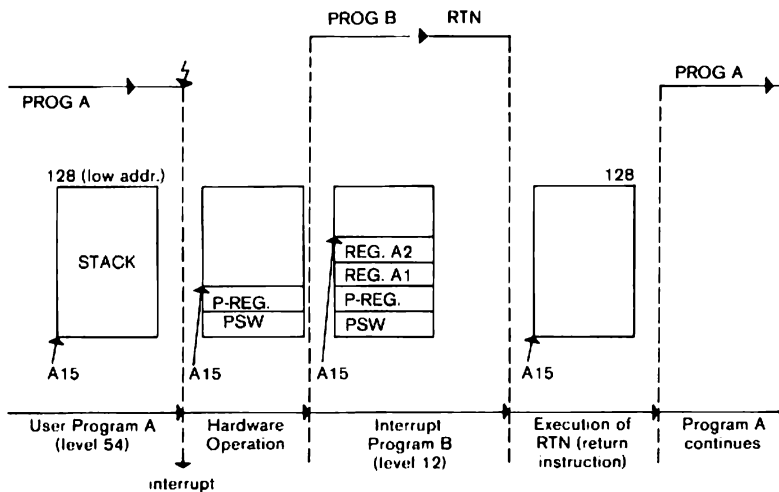 PROG B RTN
PROG A
PROG A
128 (low addr.)
STACK
A15
P-REG.
PSW
A15
REG. A2
REG. A1
P-REG.
PSW
A15
128
A15
User Program A
(level 54)
Hardware
Operation
Interrupt
Program B
(level 12)
Execution of
RTN (return
instruction)
Program A
continues
Interrupt